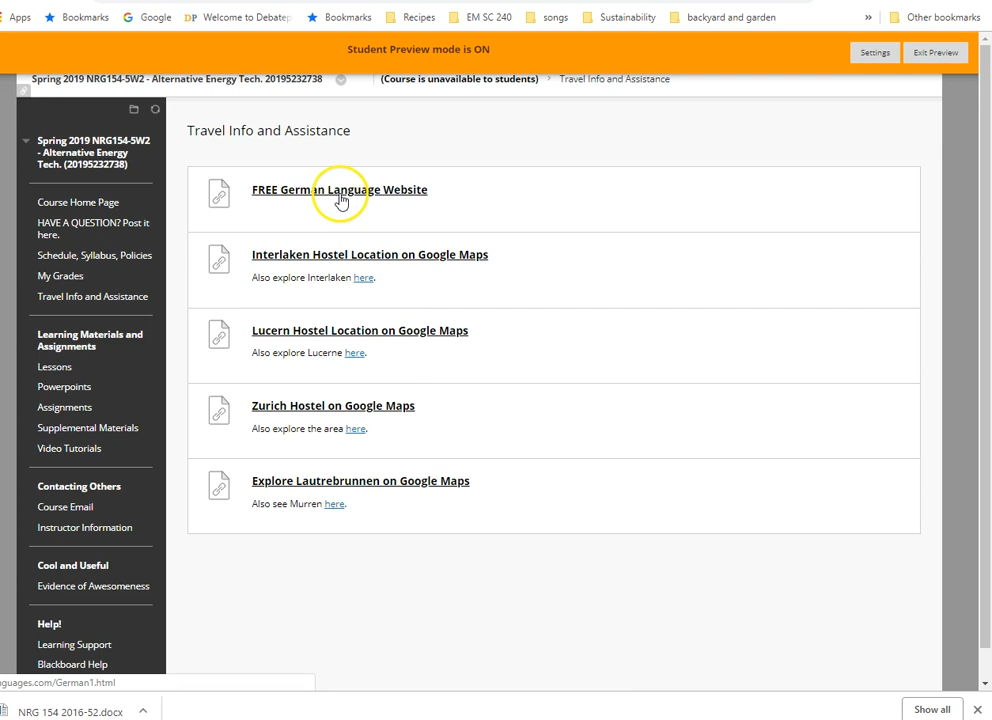 Apps Bookmarks Google Welcome to Debatep Bookmarks Recipes EM SC 240 songs Sustainability backyard and garden » Other bookmarks
Student Preview mode is ON
Settings Exit Preview
Spring 2019 NRG154-5W2 - Alternative Energy Tech. 20195232738 (Course is unavailable to students) > Travel Info and Assistance
Spring 2019 NRG154-5W2
- Alternative Energy
Tech. (20195232738)
Course Home Page
HAVE A QUESTION? Post it
here.
Schedule, Syllabus, Policies
My Grades
Travel Info and Assistance
Learning Materials and
Assignments
Lessons
Powerpoints
Assignments
Supplemental Materials
Video Tutorials
Contacting Others
Course Email
Instructor Information
Cool and Useful
Evidence of Awesomeness
Help!
Learning Support
Blackboard Help
Travel Info and Assistance
FREE German Language Website
Interlaken Hostel Location on Google Maps
Also explore Interlaken here.
Lucern Hostel Location on Google Maps
Also explore Lucerne here.
Zurich Hostel on Google Maps
Also explore the area here.
Explore Lautrebrunnen on Google Maps
Also see Murren here.
nguages.com/German1.html
NRG 154 2016-52.docx
Show all